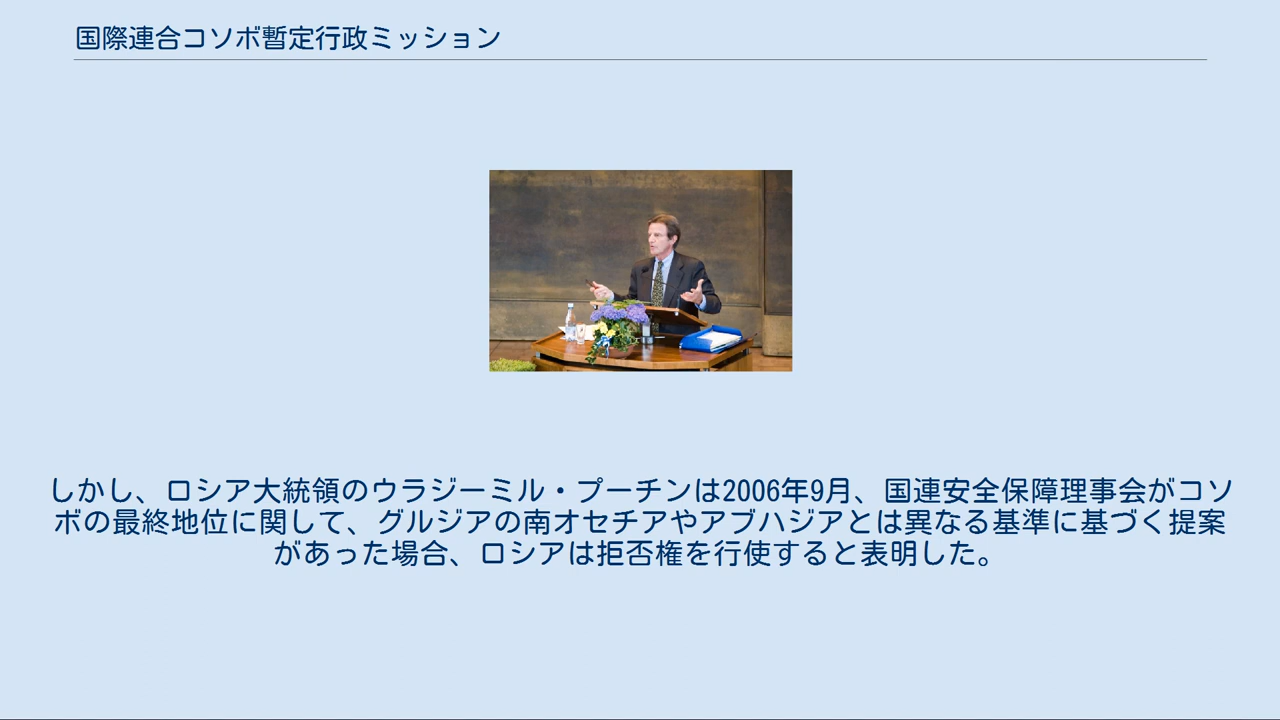 国際連合コソボ暫定行政ミッション
しかし、ロシア大統領のウラジーミル・プーチンは2006年9月、国連安全保障理事会がコソ
ボの最終地位に関して、グルジアの南オセチアやアブハジアとは異なる基準に基づく提案
があった場合、ロシアは拒否権を行使すると表明した。